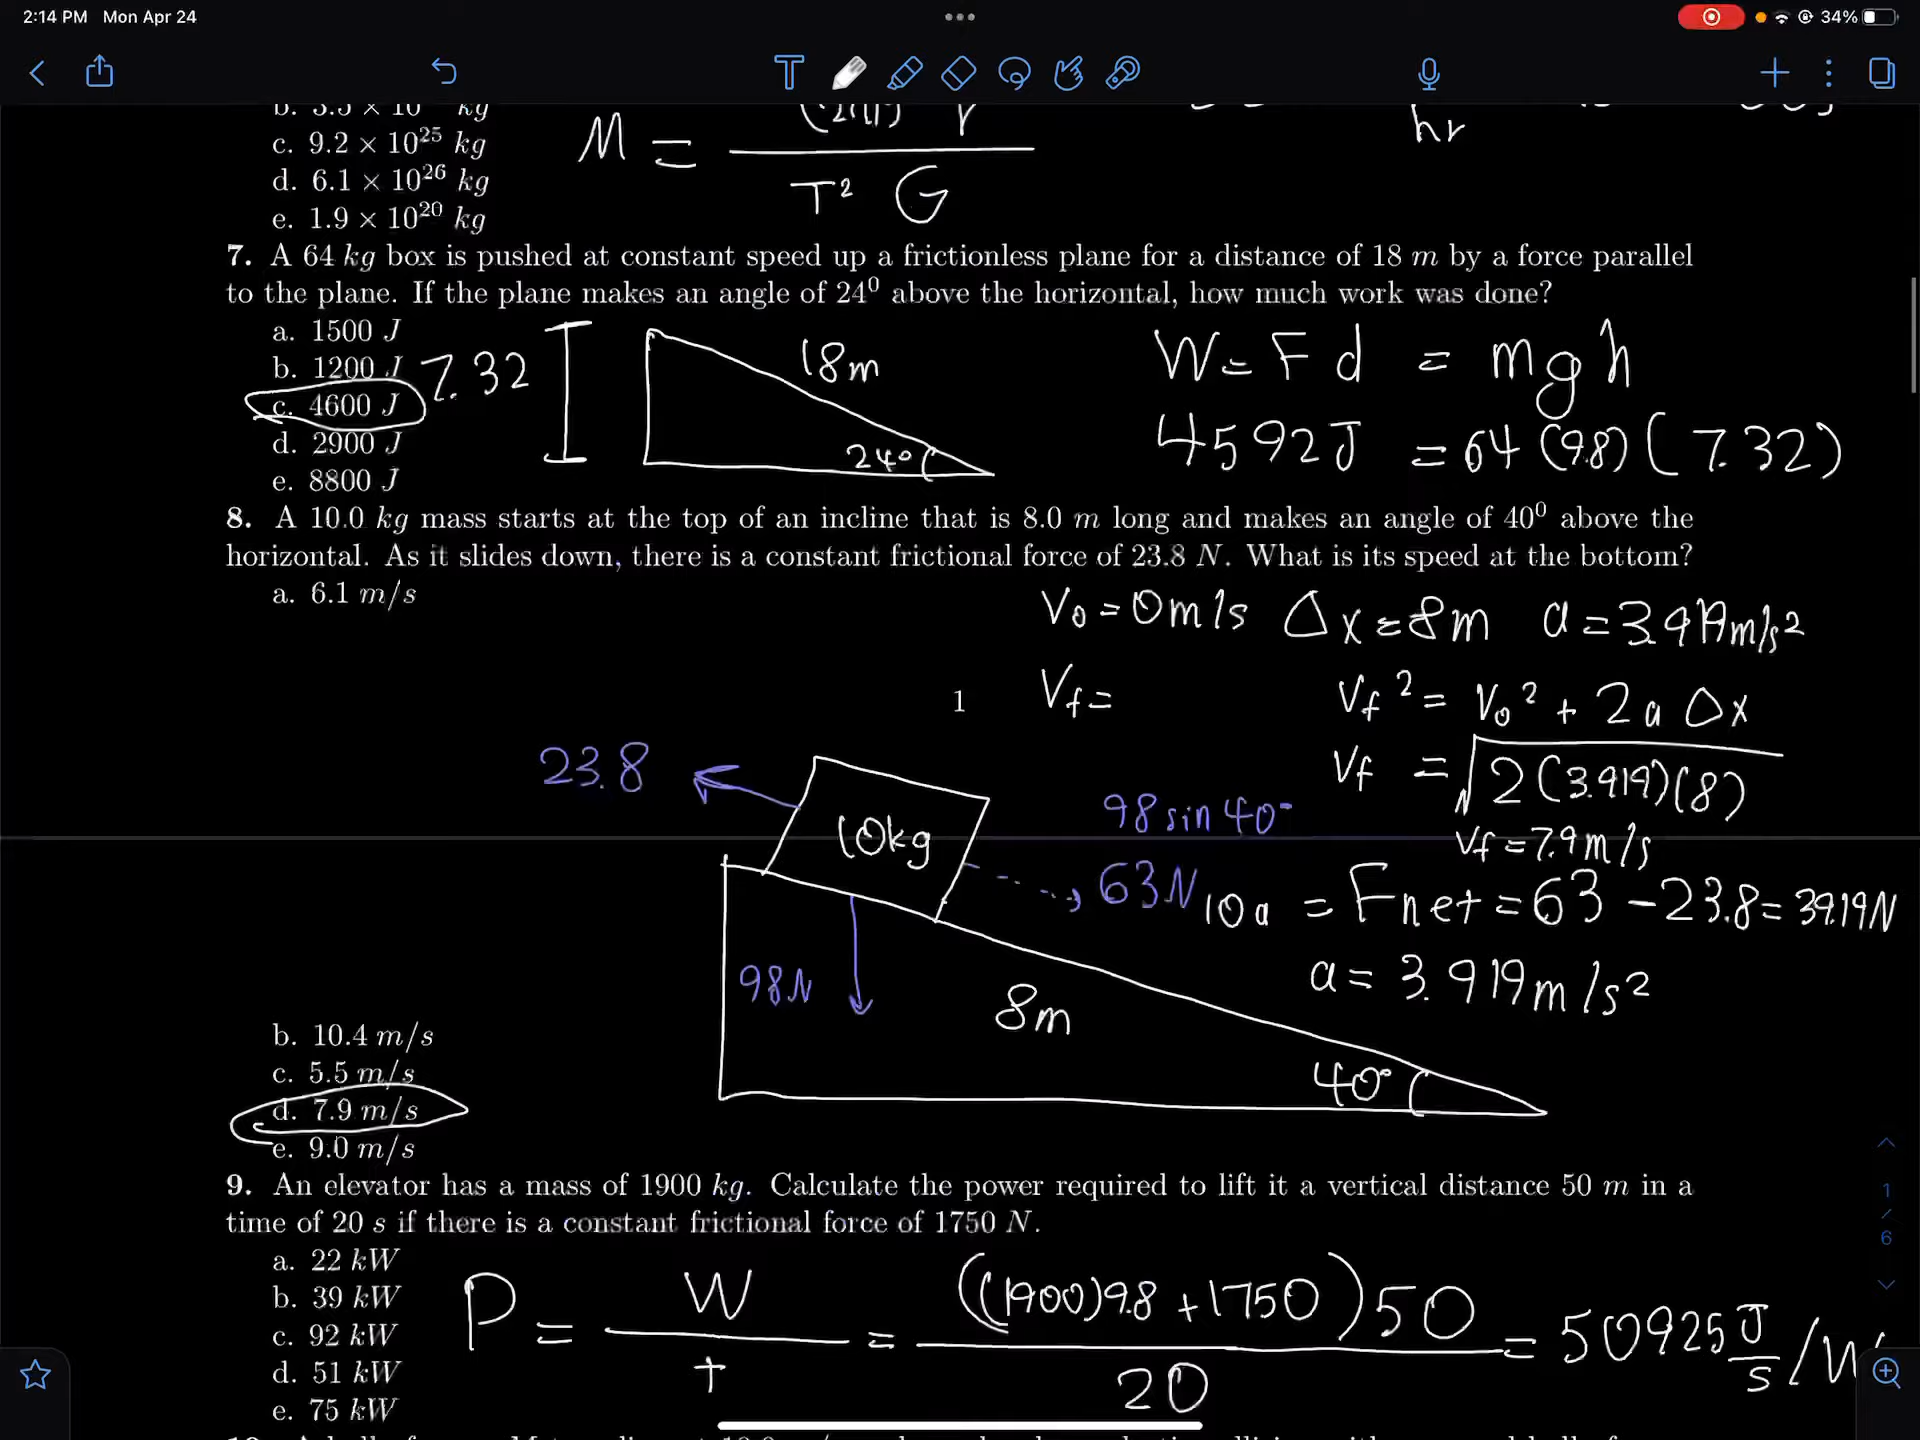 2:14 PM Mon Apr 24
34%
c. 9.2 × 10²⁵ kg
d. 6.1 × 10²⁶ kg
e. 1.9 × 10²⁰ kg
M =
T² G
hr
7. A 64 kg box is pushed at constant speed up a frictionless plane for a distance of 18 m by a force parallel
to the plane. If the plane makes an angle of 24⁰ above the horizontal, how much work was done?
a. 1500 J
b. 1200 J
c. 4600 J
d. 2900 J
e. 8800 J
7.32
18m
24°
W = Fd = mgh
4592J = 64 (9.8) (7.32)
8. A 10.0 kg mass starts at the top of an incline that is 8.0 m long and makes an angle of 40⁰ above the
horizontal. As it slides down, there is a constant frictional force of 23.8 N. What is its speed at the bottom?
a. 6.1 m/s
V₀ = 0m/s Δx = 8m a = 3.919m/s²
Vf =
Vf² = V₀² + 2aΔx
1
Vf = √2(3.919)(8)
Vf = 7.9m/s
23.8
10kg
98 sin 40°
63N
10a = Fnet = 63 - 23.8 = 39.19N
a = 3.919m/s²
98N
8m
40°
b. 10.4 m/s
c. 5.5 m/s
d. 7.9 m/s
e. 9.0 m/s
9. An elevator has a mass of 1900 kg. Calculate the power required to lift it a vertical distance 50 m in a
time of 20 s if there is a constant frictional force of 1750 N.
a. 22 kW
b. 39 kW
c. 92 kW
d. 51 kW
e. 75 kW
P = W/t = ((1900)9.8 + 1750)50/20 = 50925 J/s /W
1
/
6